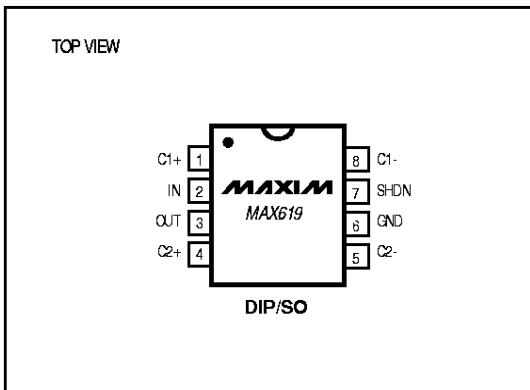 TOP VIEW
C1+ 1 8 C1-
IN 2 MAXIM 7 SHDN
OUT 3 MAX619 6 GND
C2+ 4 5 C2-
DIP/SO